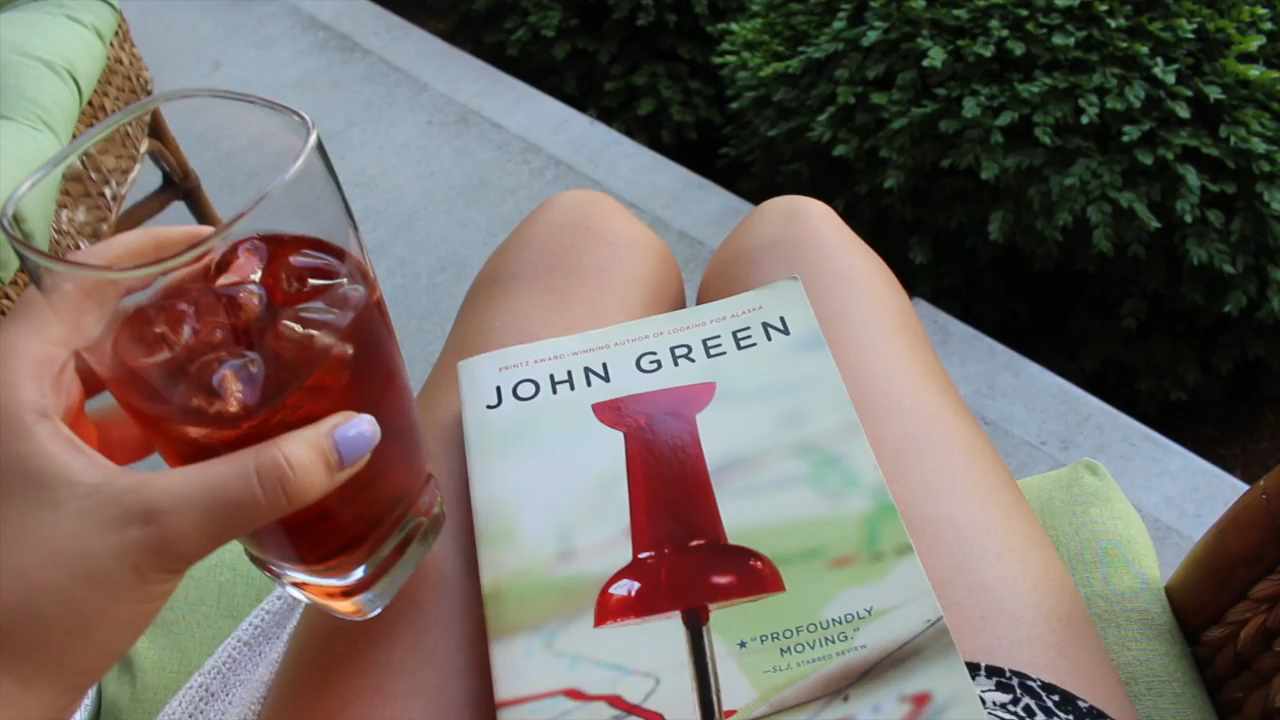 PRINTZ AWARD–WINNING AUTHOR OF LOOKING FOR ALASKA
JOHN GREEN
★"PROFOUNDLY
MOVING."
—SLJ, STARRED REVIEW